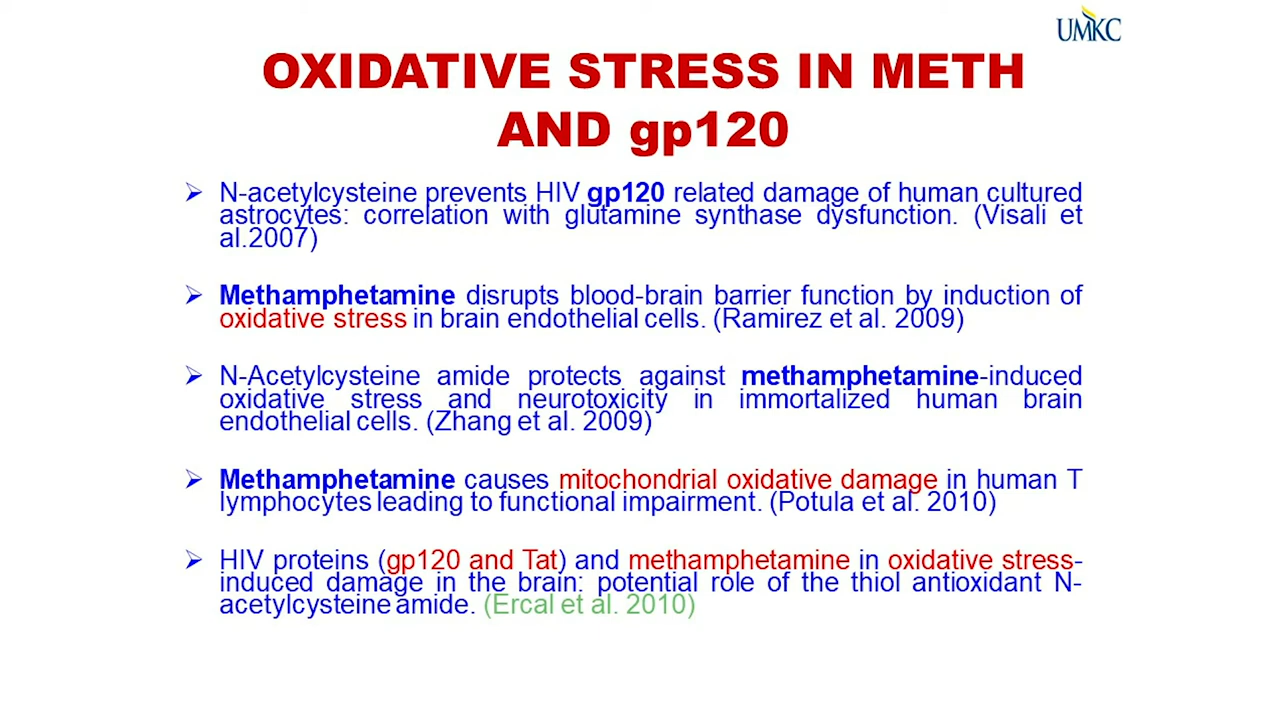 UMKC
OXIDATIVE STRESS IN METH
AND gp120
➢ N-acetylcysteine prevents HIV gp120 related damage of human cultured
astrocytes: correlation with glutamine synthase dysfunction. (Visali et
al.2007)
➢ Methamphetamine disrupts blood-brain barrier function by induction of
oxidative stress in brain endothelial cells. (Ramirez et al. 2009)
➢ N-Acetylcysteine amide protects against methamphetamine-induced
oxidative stress and neurotoxicity in immortalized human brain
endothelial cells. (Zhang et al. 2009)
➢ Methamphetamine causes mitochondrial oxidative damage in human T
lymphocytes leading to functional impairment. (Potula et al. 2010)
➢ HIV proteins (gp120 and Tat) and methamphetamine in oxidative stress-
induced damage in the brain: potential role of the thiol antioxidant N-
acetylcysteine amide. (Ercal et al. 2010)